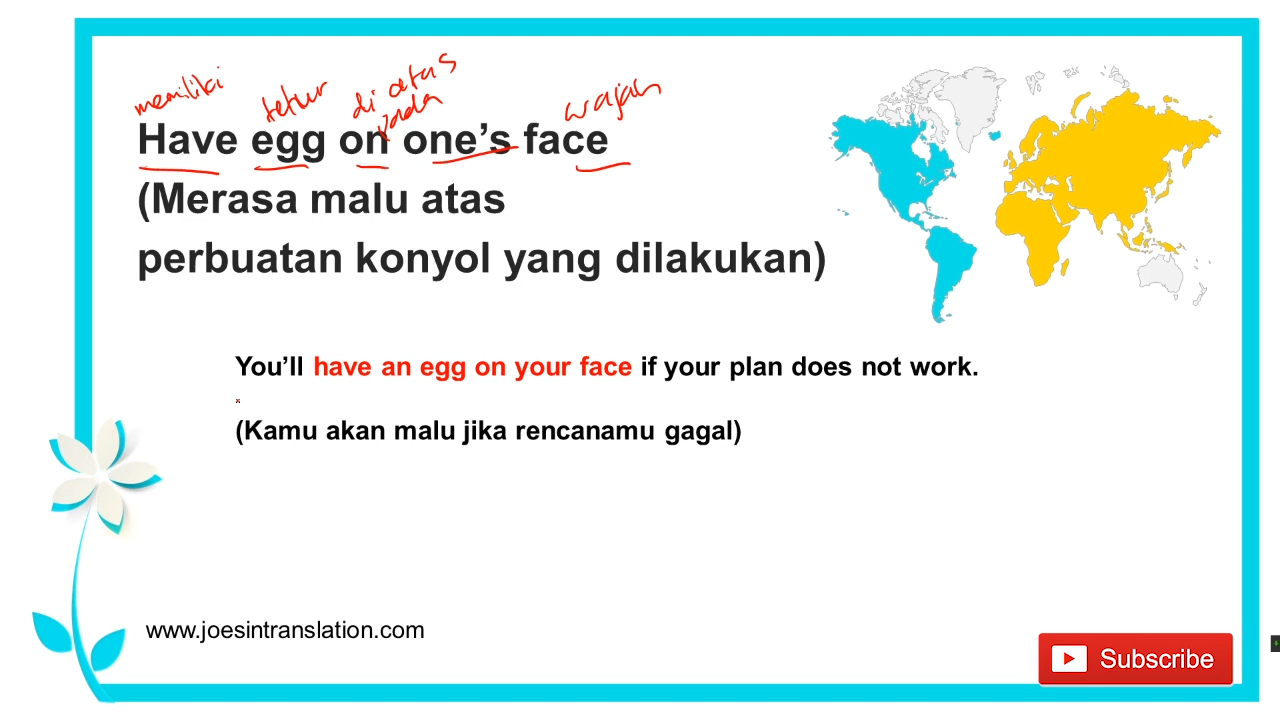 memiliki telur di atas wajah
pada
Have egg on one’s face
(Merasa malu atas
perbuatan konyol yang dilakukan)
You’ll have an egg on your face if your plan does not work.
(Kamu akan malu jika rencanamu gagal)
www.joesintranslation.com
Subscribe